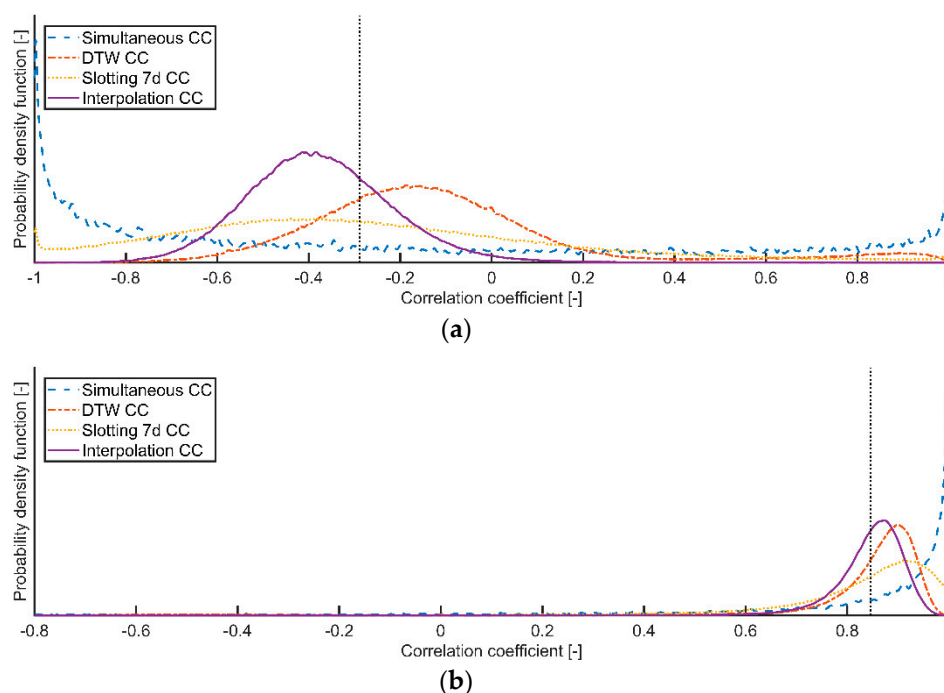 Simultaneous CC
DTW CC
Slotting 7d CC
Interpolation CC
Probability density function [-]
-1 -0.8 -0.6 -0.4 -0.2 0 0.2 0.4 0.6 0.8
Correlation coefficient [-]
(a)
Simultaneous CC
DTW CC
Slotting 7d CC
Interpolation CC
Probability density function [-]
-0.8 -0.6 -0.4 -0.2 0 0.2 0.4 0.6 0.8
Correlation coefficient [-]
(b)